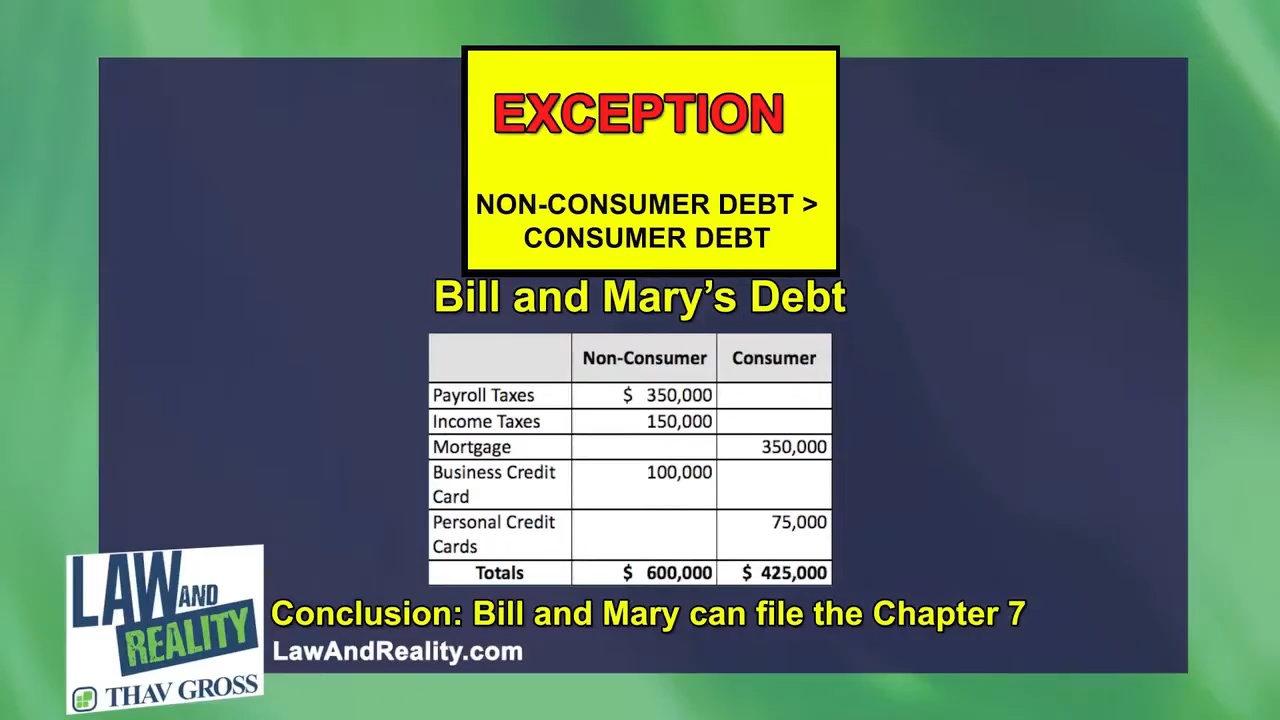 EXCEPTION
NON-CONSUMER DEBT >
CONSUMER DEBT
Bill and Mary’s Debt
Non-Consumer Consumer
Payroll Taxes $ 350,000
Income Taxes 150,000
Mortgage 350,000
Business Credit 100,000
Card
Personal Credit 75,000
Cards
Totals $ 600,000 $ 425,000
LAW AND
REALITY
THAV GROSS
Conclusion: Bill and Mary can file the Chapter 7
LawAndReality.com